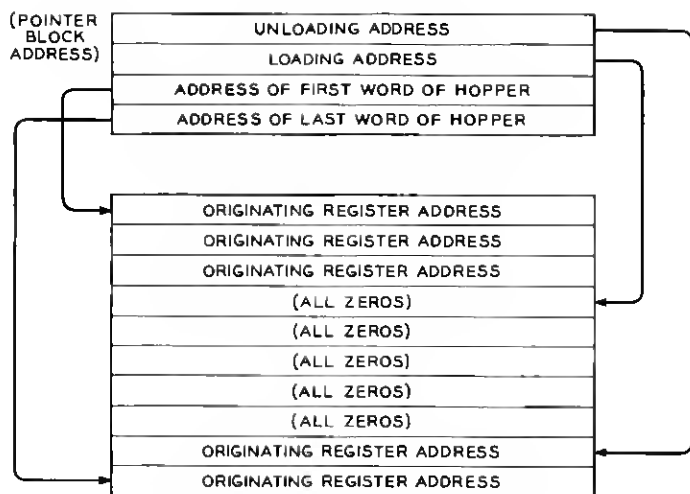 (POINTER
BLOCK
ADDRESS)
UNLOADING ADDRESS
LOADING ADDRESS
ADDRESS OF FIRST WORD OF HOPPER
ADDRESS OF LAST WORD OF HOPPER
ORIGINATING REGISTER ADDRESS
ORIGINATING REGISTER ADDRESS
ORIGINATING REGISTER ADDRESS
(ALL ZEROS)
(ALL ZEROS)
(ALL ZEROS)
(ALL ZEROS)
(ALL ZEROS)
ORIGINATING REGISTER ADDRESS
ORIGINATING REGISTER ADDRESS